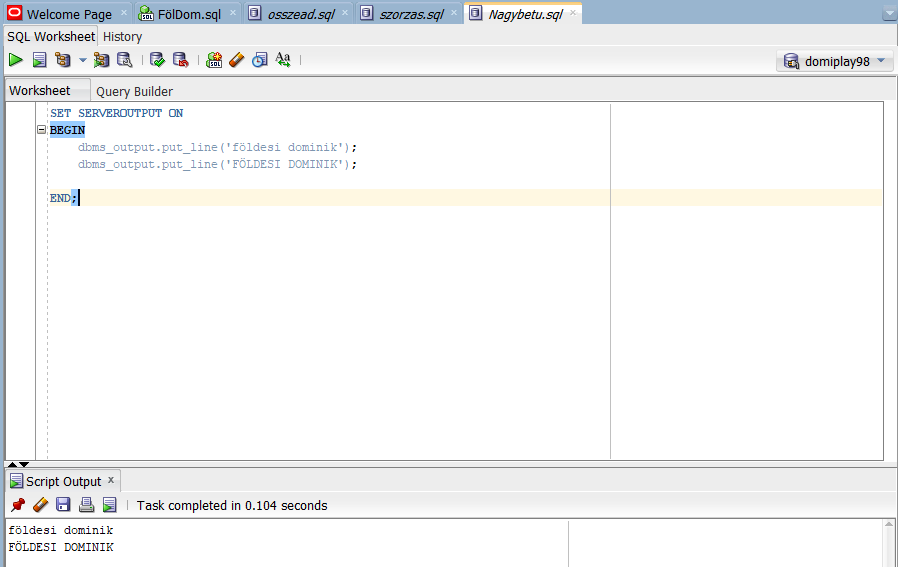 Welcome Page FölDom.sql osszead.sql szorzas.sql Nagybetu.sql
SQL Worksheet History
domiplay98
Worksheet Query Builder
SET SERVEROUTPUT ON
BEGIN
dbms_output.put_line('földesi dominik');
dbms_output.put_line('FÖLDESI DOMINIK');
END;
Script Output
Task completed in 0.104 seconds
földesi dominik
FÖLDESI DOMINIK